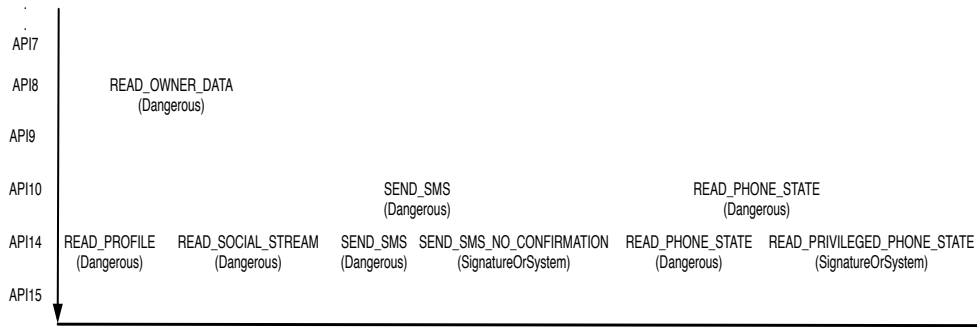 .
.
API7
API8 READ_OWNER_DATA
(Dangerous)
API9
API10 SEND_SMS READ_PHONE_STATE
(Dangerous) (Dangerous)
API14 READ_PROFILE READ_SOCIAL_STREAM SEND_SMS SEND_SMS_NO_CONFIRMATION READ_PHONE_STATE READ_PRIVILEGED_PHONE_STATE
(Dangerous) (Dangerous) (Dangerous) (SignatureOrSystem) (Dangerous) (SignatureOrSystem)
API15